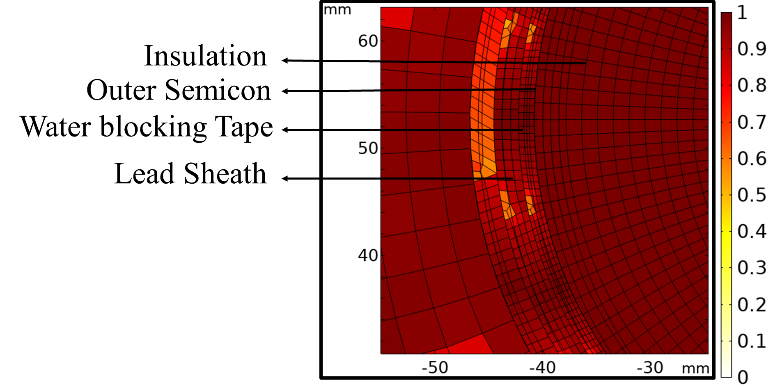 mm
60
50
40
-50
-40
-30
mm
Insulation
Outer Semicon
Water blocking Tape
Lead Sheath
1
0.9
0.8
0.7
0.6
0.5
0.4
0.3
0.2
0.1
0